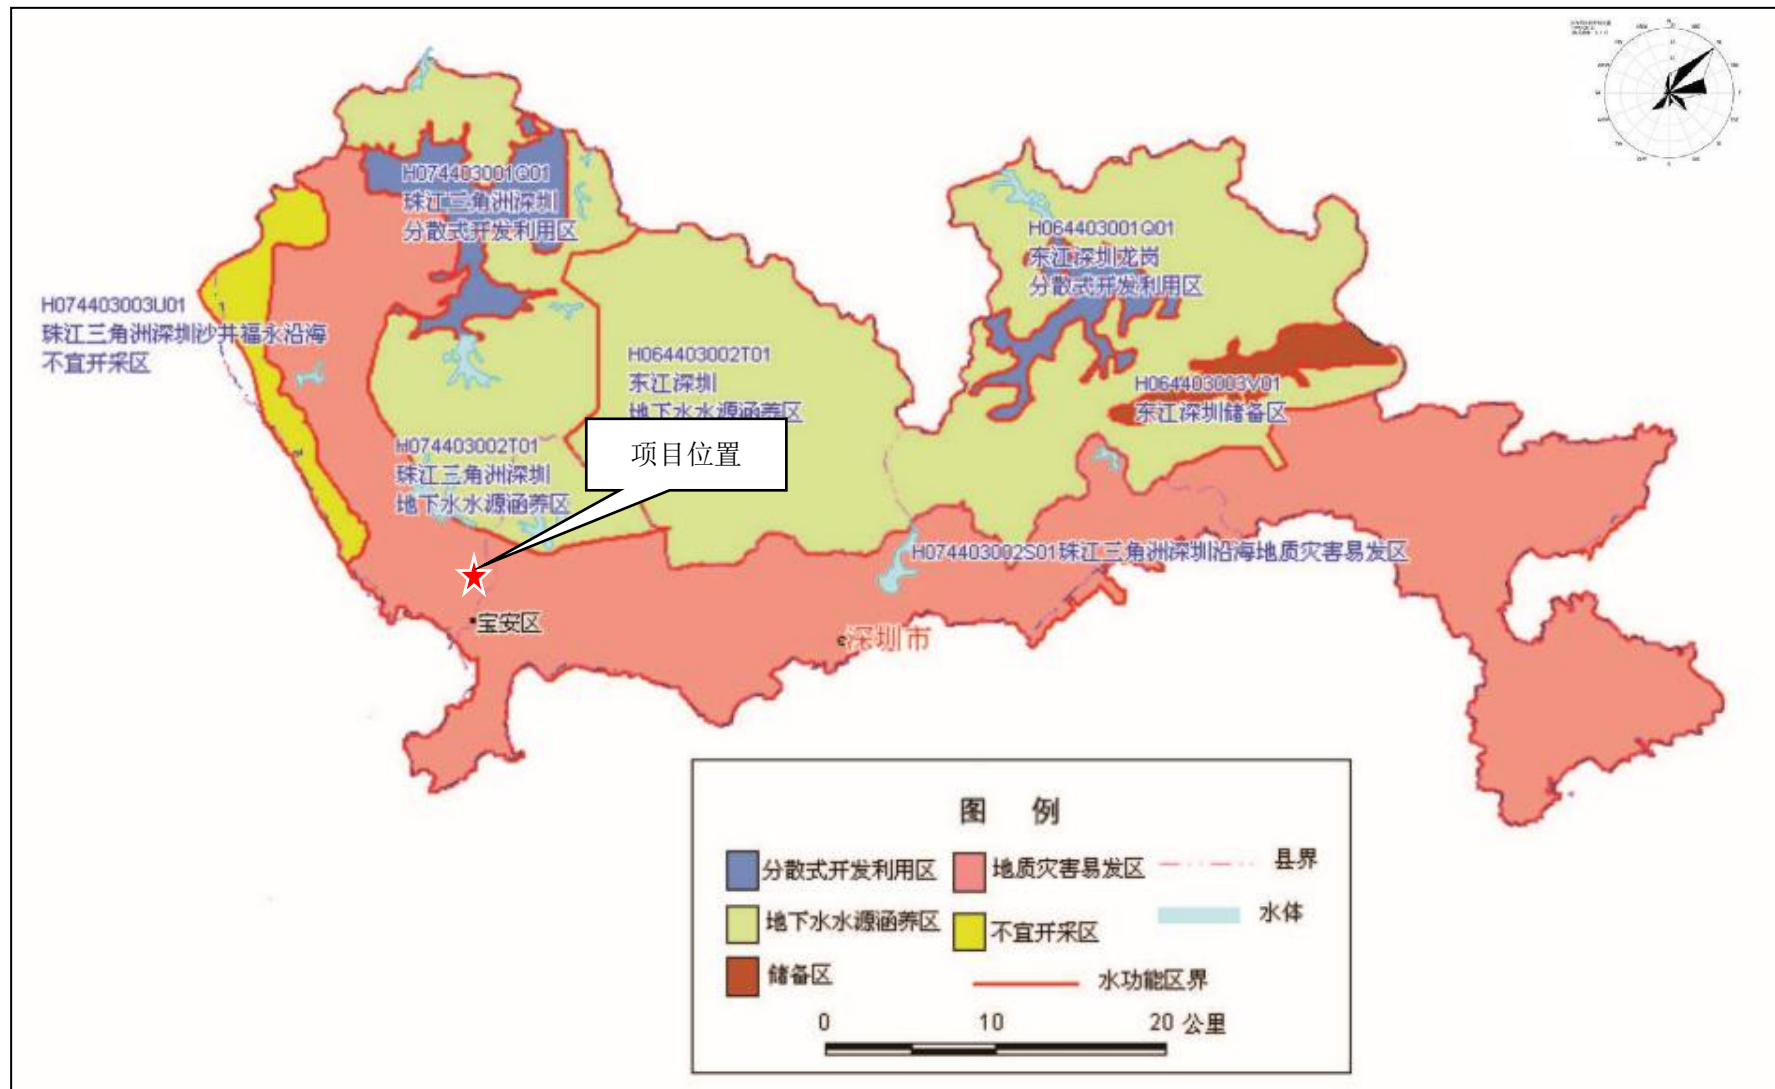 H074403001Q01
珠江三角洲深圳
分散式开发利用区
H064403001Q01
东江深圳龙岗
分散式开发利用区
H074403003U01
珠江三角洲深圳沙井福永沿海
不宜开采区
H064403002T01
东江深圳
地下水水源涵养区
H064403003V01
东江深圳储备区
H074403002T01
珠江三角洲深圳
地下水水源涵养区
项目位置
H074403002S01珠江三角洲深圳沿海地质灾害易发区
宝安区
深圳市
图 例
分散式开发利用区
地质灾害易发区
县界
地下水水源涵养区
不宜开采区
水体
储备区
水功能区界
0 10 20 公里